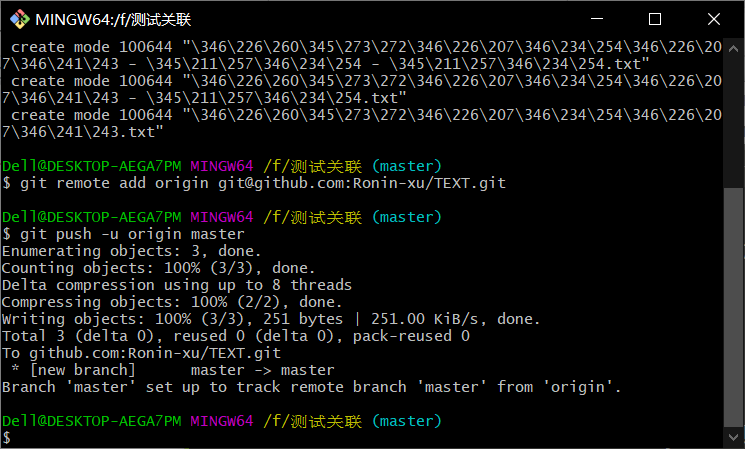 MINGW64:/f/测试关联
 create mode 100644 "\346\226\260\345\273\272\346\226\207\346\234\254\346\226\20
7\346\241\243 - \345\211\257\346\234\254 - \345\211\257\346\234\254.txt"
 create mode 100644 "\346\226\260\345\273\272\346\226\207\346\234\254\346\226\20
7\346\241\243 - \345\211\257\346\234\254.txt"
 create mode 100644 "\346\226\260\345\273\272\346\226\207\346\234\254\346\226\20
7\346\241\243.txt"
Dell@DESKTOP-AEGA7PM MINGW64 /f/测试关联 (master)
$ git remote add origin git@github.com:Ronin-xu/TEXT.git
Dell@DESKTOP-AEGA7PM MINGW64 /f/测试关联 (master)
$ git push -u origin master
Enumerating objects: 3, done.
Counting objects: 100% (3/3), done.
Delta compression using up to 8 threads
Compressing objects: 100% (2/2), done.
Writing objects: 100% (3/3), 251 bytes | 251.00 KiB/s, done.
Total 3 (delta 0), reused 0 (delta 0), pack-reused 0
To github.com:Ronin-xu/TEXT.git
 * [new branch]      master -> master
Branch 'master' set up to track remote branch 'master' from 'origin'.
Dell@DESKTOP-AEGA7PM MINGW64 /f/测试关联 (master)
$